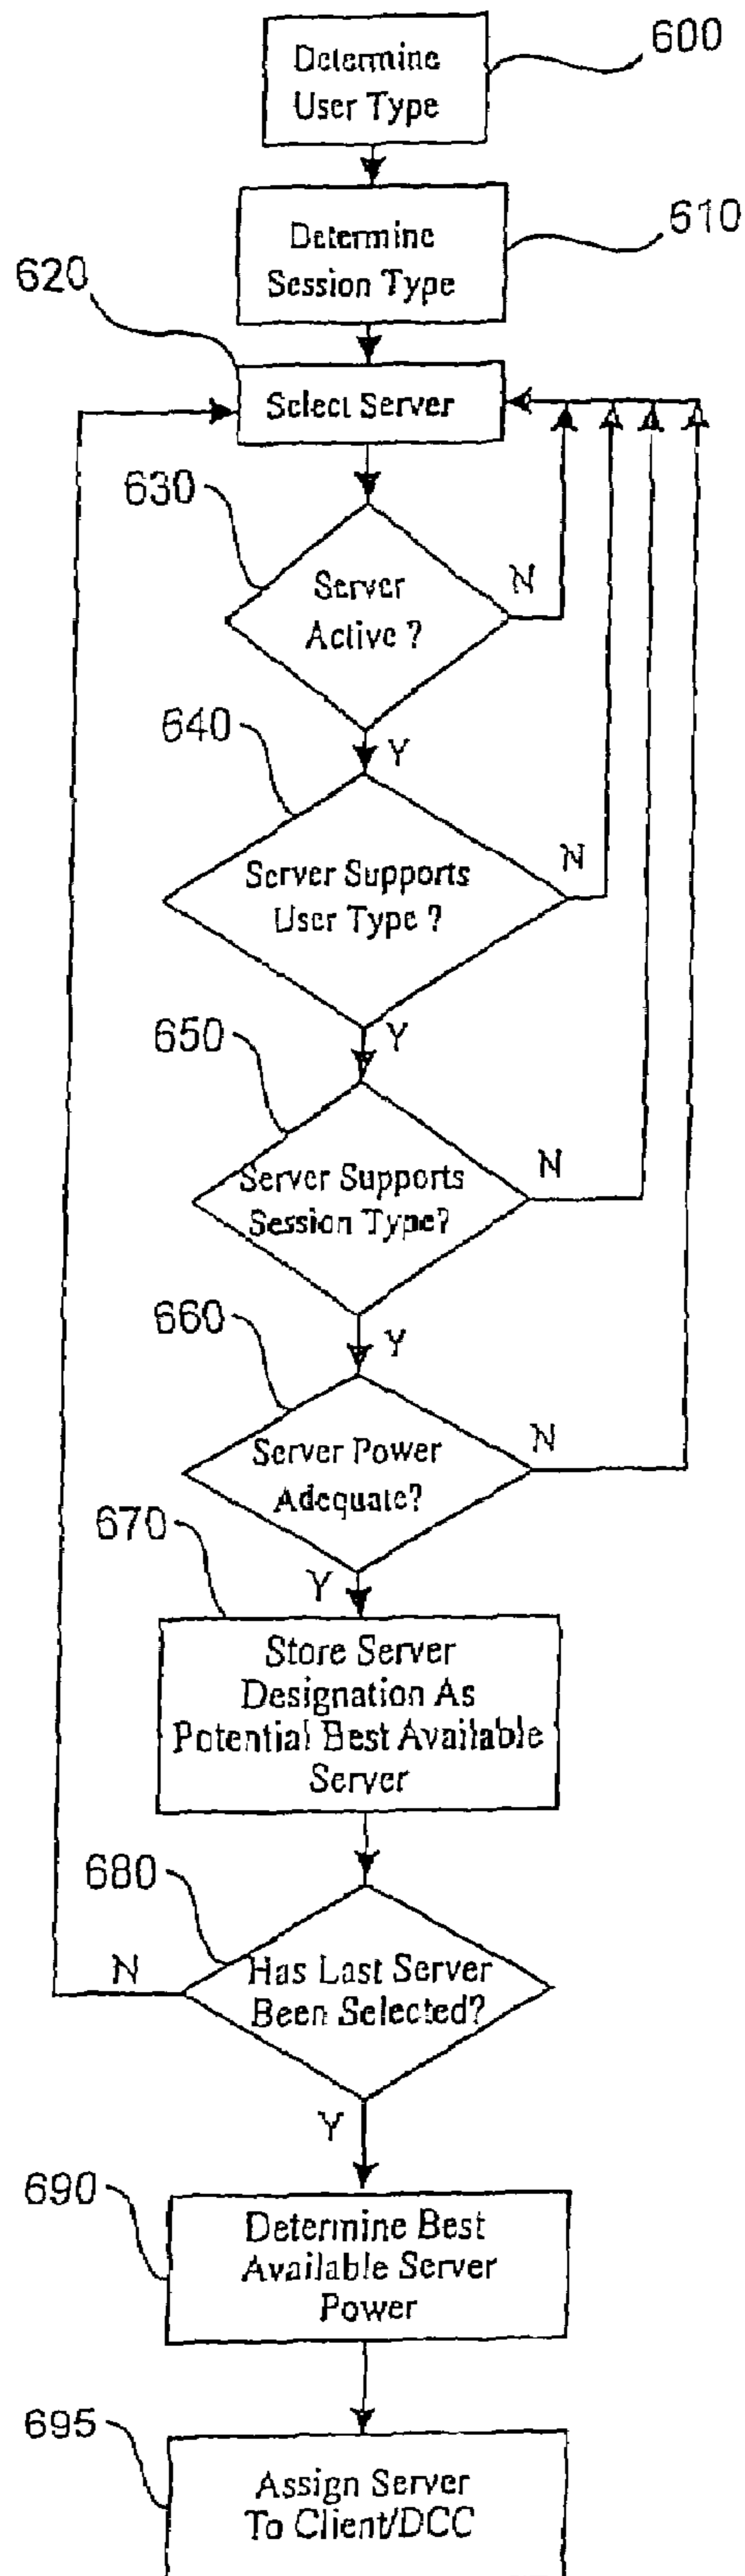 Determine
User Type
600
Determine
Session Type
610
620
Select Server
630
Server
Active ?
N
Y
640
Server Supports
User Type ?
N
Y
650
Server Supports
Session Type?
N
Y
660
Server Power
Adequate?
N
Y
670
Store Server
Designation As
Potential Best Available
Server
680
Has Last Server
Been Selected?
N
Y
690
Determine Best
Available Server
Power
695
Assign Server
To Client/DCC